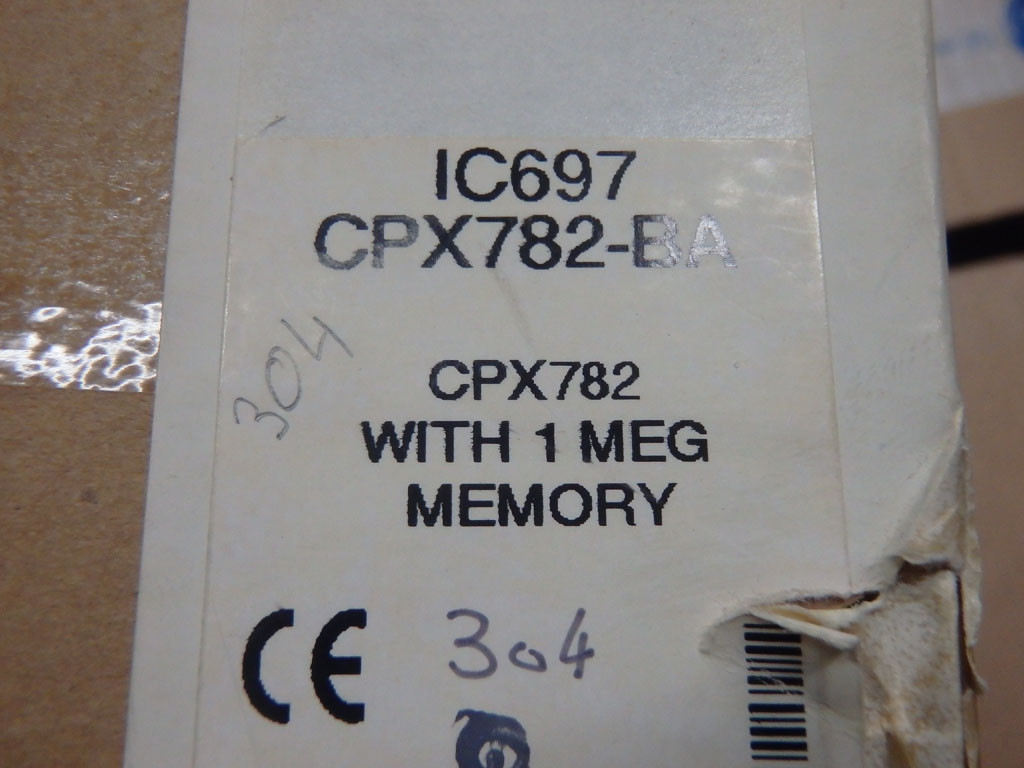 IC697
CPX782-BA
304
CPX782
WITH 1 MEG
MEMORY
CE
304